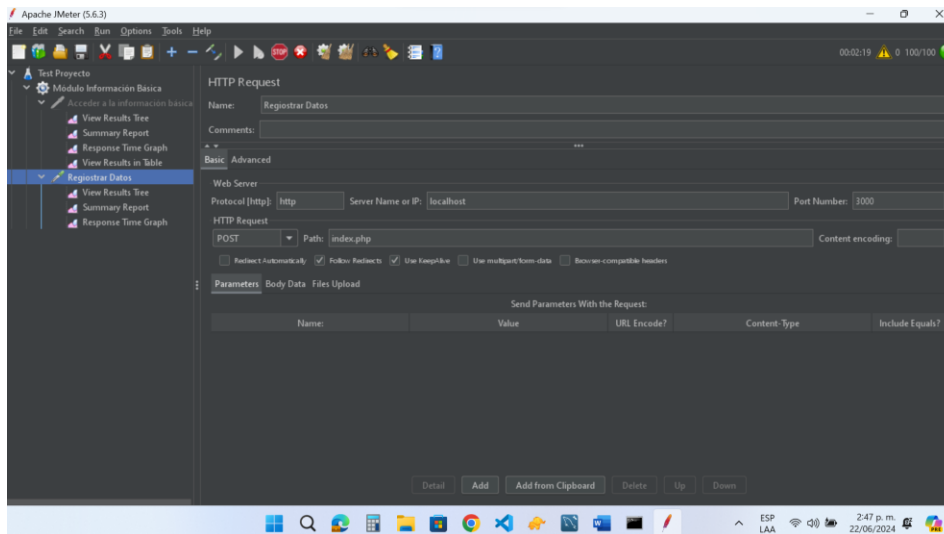 Apache JMeter (5.6.3)
File Edit Search Run Options Tools Help
00:02:19 0 100/100
Test Proyecto
Módulo Información Básica
Acceder a la informacion básica
View Results Tree
Summary Report
Response Time Graph
View Results in Table
Regiostrar Datos
View Results Tree
Summary Report
Response Time Graph
HTTP Request
Name: Regiostrar Datos
Comments:
Basic Advanced
Web Server
Protocol [http]: http Server Name or IP: localhost Port Number: 3000
HTTP Request
POST Path: index.php Content encoding:
Redirect Automatically Follow Redirects Use KeepAlive Use multipart/form-data Browser-compatible headers
Parameters Body Data Files Upload
Send Parameters With the Request:
Name: Value URL Encode? Content-Type Include Equals?
Detail Add Add from Clipboard Delete Up Down
ESP
LAA
2:47 p. m.
22/06/2024
PRE